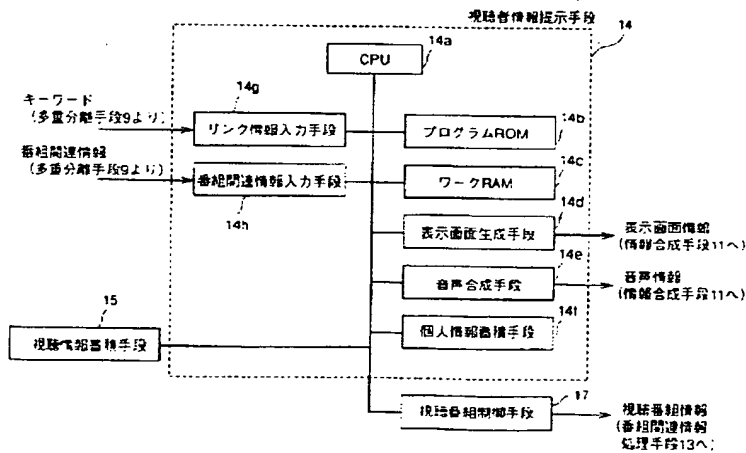 視聴者情報提示手段
14
CPU
14a
キーワード
(多重分離手段9より)
14g
リンク情報入力手段
プログラムROM
14b
番組関連情報
(多重分離手段9より)
番組関連情報入力手段
14h
ワークRAM
14c
表示画面生成手段
14d
表示画面情報
(情報合成手段11へ)
音声合成手段
14e
音声情報
(情報合成手段11へ)
15
視聴情報蓄積手段
個人情報蓄積手段
14f
視聴番組制御手段
17
視聴番組情報
(番組関連情報
処理手段13へ)